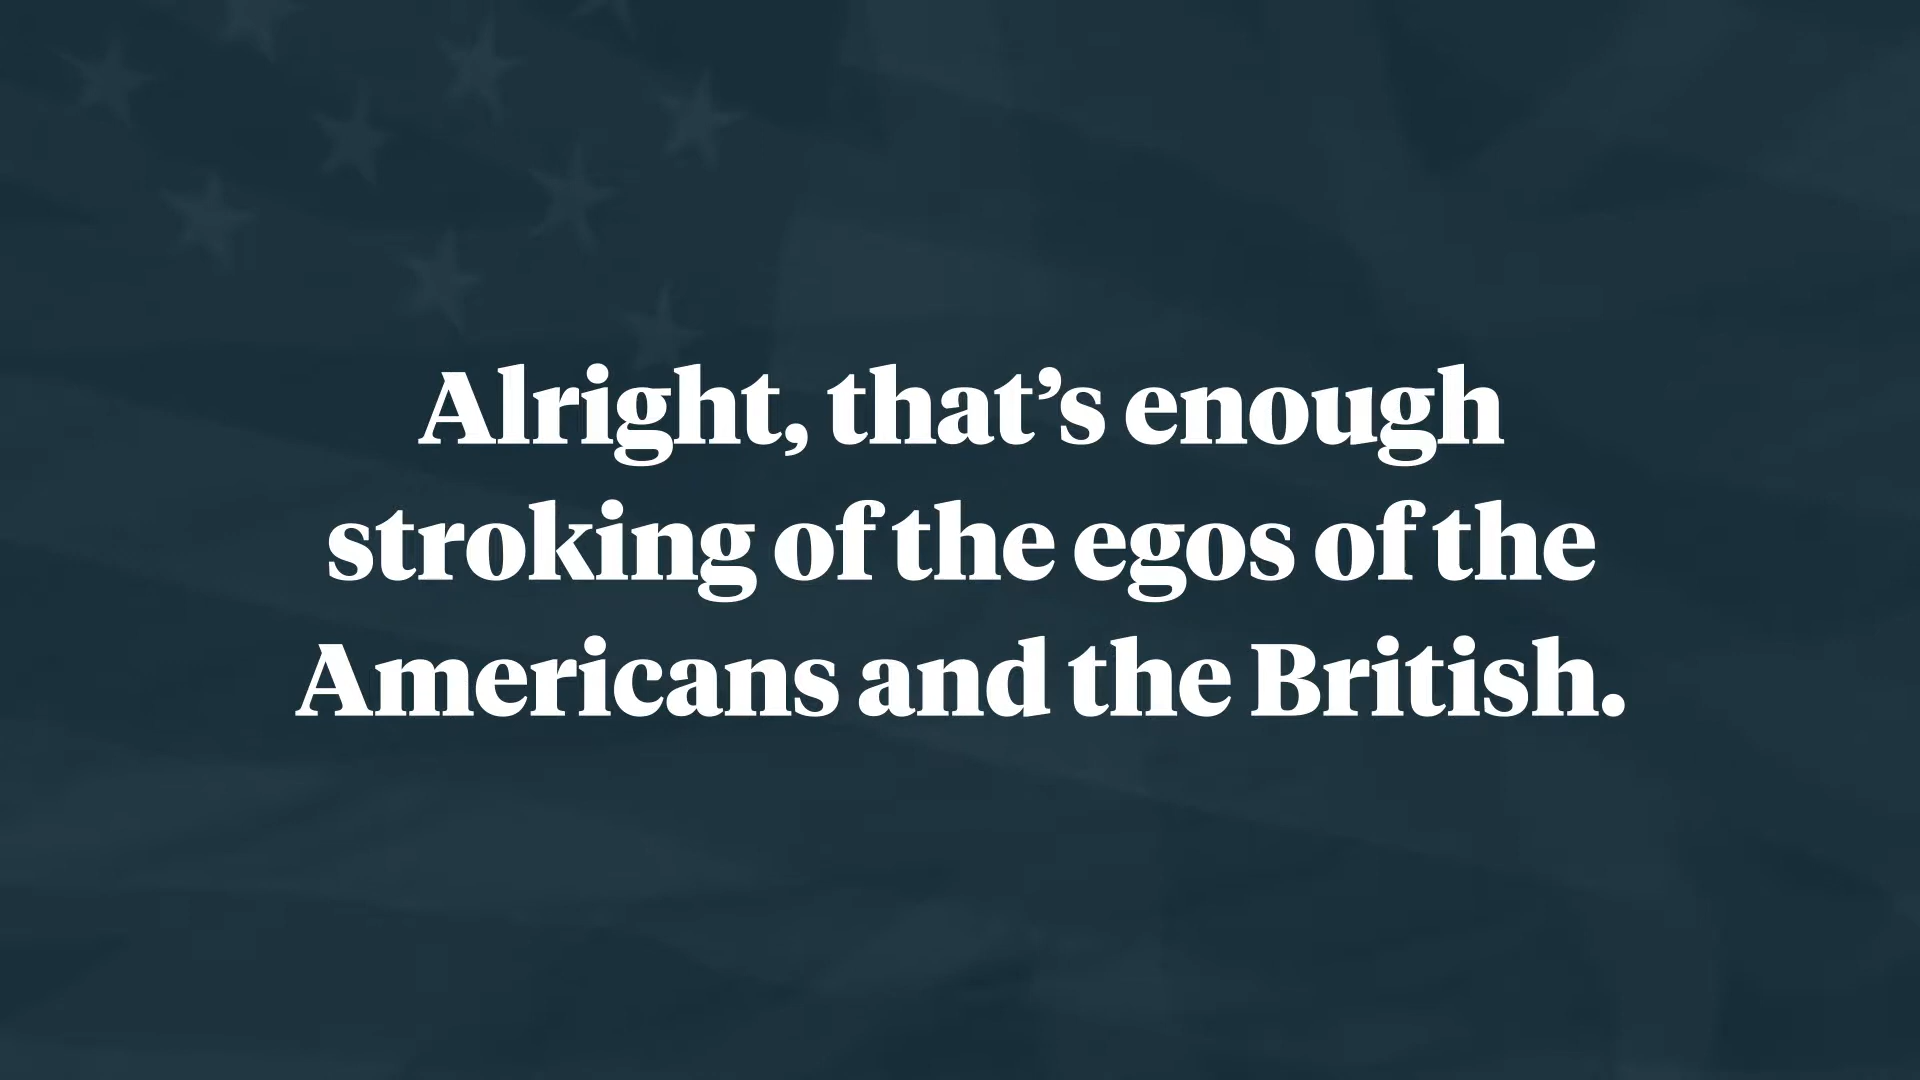 Alright, that’s enough
stroking of the egos of the
Americans and the British.